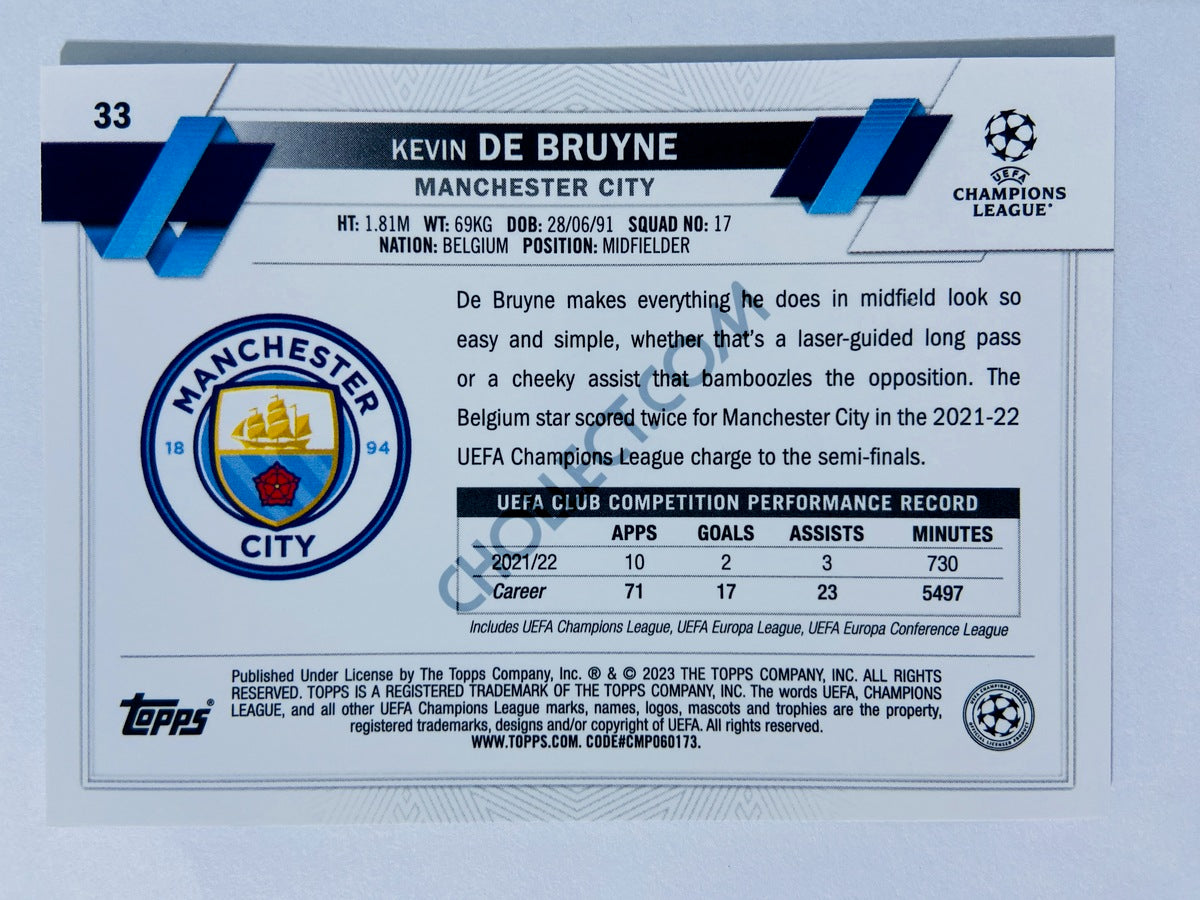 33
KEVIN DE BRUYNE
MANCHESTER CITY
HT: 1.81M WT: 69KG DOB: 28/06/91 SQUAD NO: 17
NATION: BELGIUM POSITION: MIDFIELDER
UEFA
CHAMPIONS
LEAGUE®
De Bruyne makes everything he does in midfield look so
easy and simple, whether that's a laser-guided long pass
or a cheeky assist that bamboozles the opposition. The
Belgium star scored twice for Manchester City in the 2021-22
UEFA Champions League charge to the semi-finals.
MANCHESTER
18 94
CITY
UEFA CLUB COMPETITION PERFORMANCE RECORD
APPS GOALS ASSISTS MINUTES
2021/22 10 2 3 730
Career 71 17 23 5497
Includes UEFA Champions League, UEFA Europa League, UEFA Europa Conference League
CHOLLECT.COM
Published Under License by The Topps Company, Inc. ® & © 2023 THE TOPPS COMPANY, INC. ALL RIGHTS
RESERVED. TOPPS IS A REGISTERED TRADEMARK OF THE TOPPS COMPANY, INC. The words UEFA, CHAMPIONS
LEAGUE, and all other UEFA Champions League marks, names, logos, mascots and trophies are the property,
registered trademarks, designs and/or copyright of UEFA. All rights reserved.
WWW.TOPPS.COM. CODE#CMP060173.
topps®
UEFA CHAMPIONS LEAGUE
OFFICIAL LICENSED PRODUCT